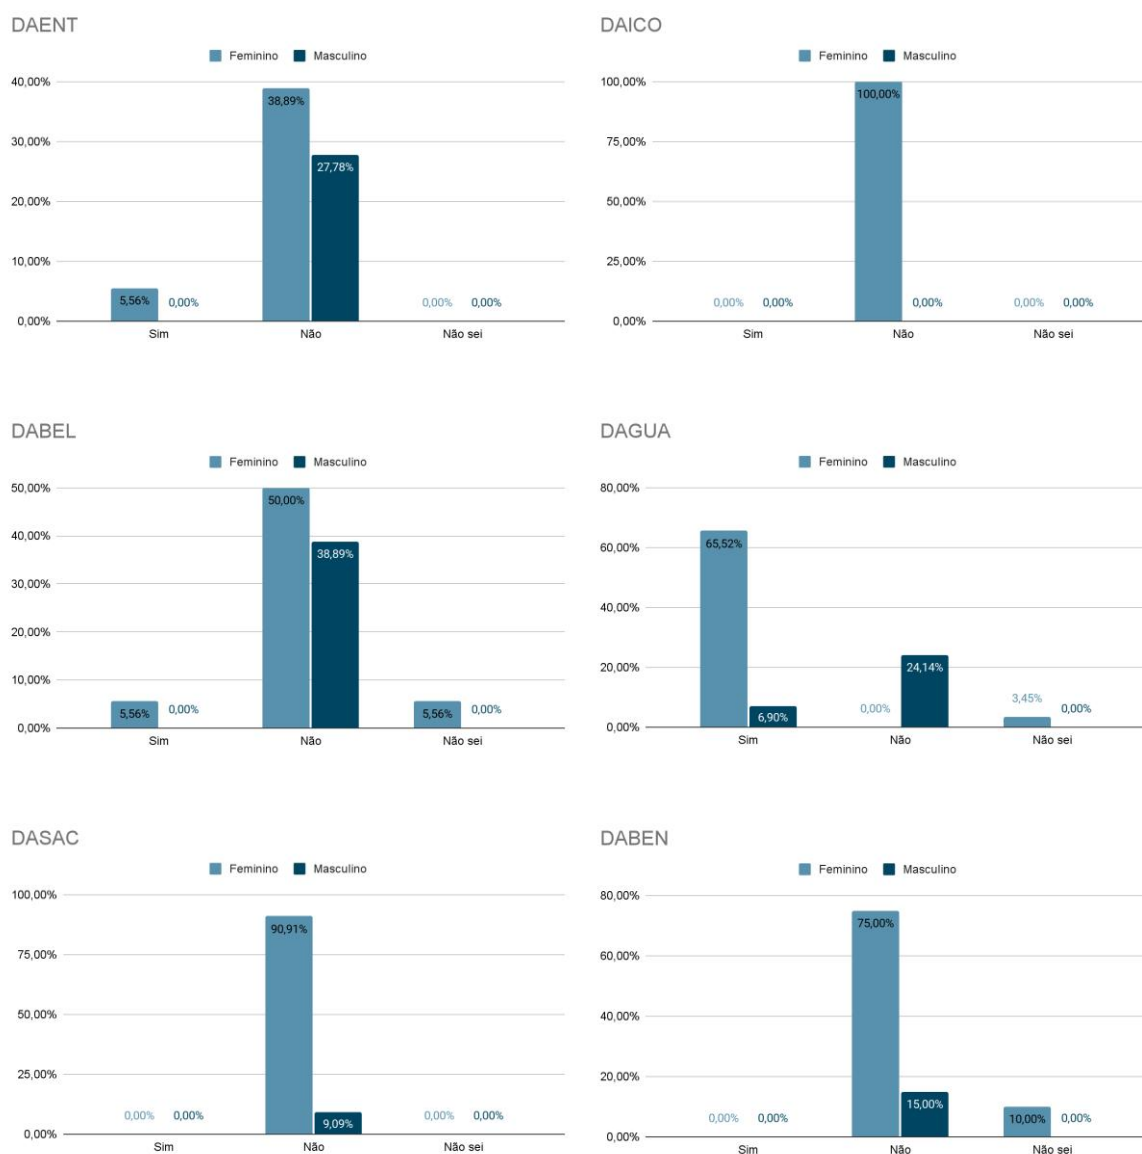 DAENT
Feminino Masculino
40,00%
38,89%
30,00%
27,78%
20,00%
10,00%
5,56% 0,00% 0,00% 0,00%
0,00%
Sim Não Não sei
DAICO
Feminino Masculino
100,00%
100,00%
75,00%
50,00%
25,00%
0,00% 0,00% 0,00% 0,00% 0,00%
0,00%
Sim Não Não sei
DABEL
Feminino Masculino
50,00%
50,00%
40,00%
38,89%
30,00%
20,00%
10,00%
5,56% 0,00% 5,56% 0,00%
0,00%
Sim Não Não sei
DAGUA
Feminino Masculino
80,00%
65,52%
60,00%
40,00%
20,00%
24,14%
6,90% 0,00% 3,45% 0,00%
0,00%
Sim Não Não sei
DASAC
Feminino Masculino
100,00%
90,91%
75,00%
50,00%
25,00%
0,00% 0,00% 9,09% 0,00% 0,00%
0,00%
Sim Não Não sei
DABEN
Feminino Masculino
80,00%
75,00%
60,00%
40,00%
20,00%
0,00% 0,00% 15,00% 10,00% 0,00%
0,00%
Sim Não Não sei